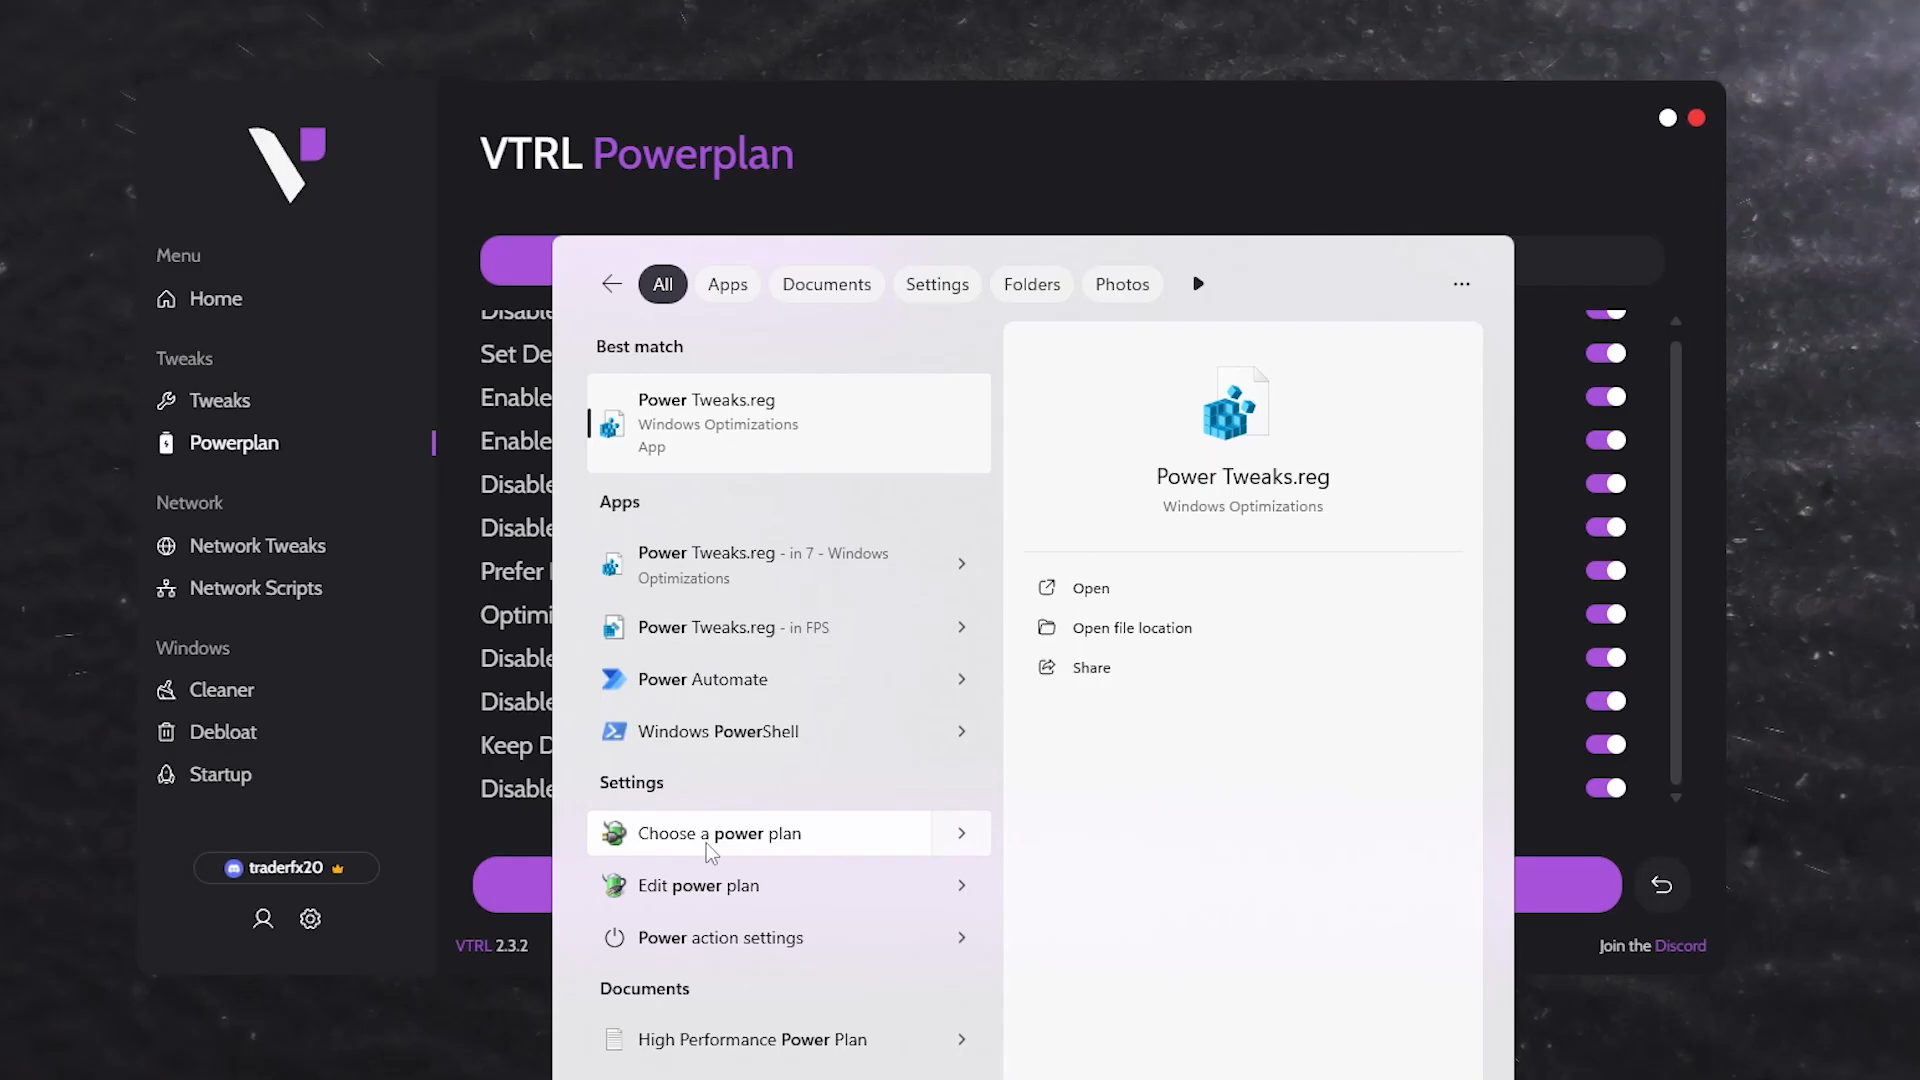 VTRL Powerplan
Menu
Home
Tweaks
Tweaks
Powerplan
Network
Network Tweaks
Network Scripts
Windows
Cleaner
Debloat
Startup
traderfx20
VTRL 2.3.2
Set De
Enable
Enable
Disable
Disable
Prefer
Optimi
Disable
Disable
Keep D
Disable
Join the Discord
All
Apps
Documents
Settings
Folders
Photos
Best match
Power Tweaks.reg
Windows Optimizations
App
Apps
Power Tweaks.reg - in 7 - Windows
Optimizations
Power Tweaks.reg - in FPS
Power Automate
Windows PowerShell
Settings
Choose a power plan
Edit power plan
Power action settings
Documents
High Performance Power Plan
Power Tweaks.reg
Windows Optimizations
Open
Open file location
Share